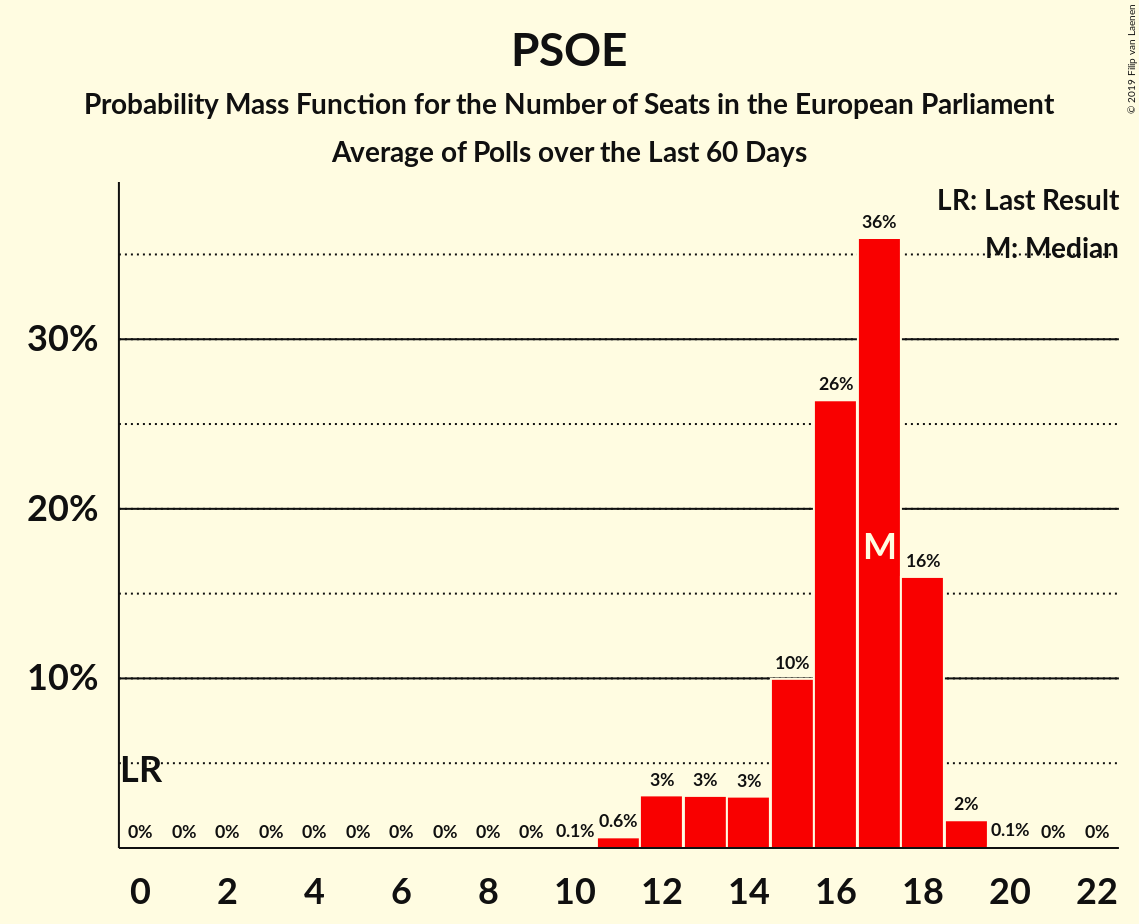 PSOE
Probability Mass Function for the Number of Seats in the European Parliament
Average of Polls over the Last 60 Days
© 2019 Filip van Laenen
LR: Last Result
M: Median
30%
20%
10%
LR
M
0% 0% 0% 0% 0% 0% 0% 0% 0% 0% 0.1% 0.6% 3% 3% 3% 10% 26% 36% 16% 2% 0.1% 0% 0%
0 2 4 6 8 10 12 14 16 18 20 22